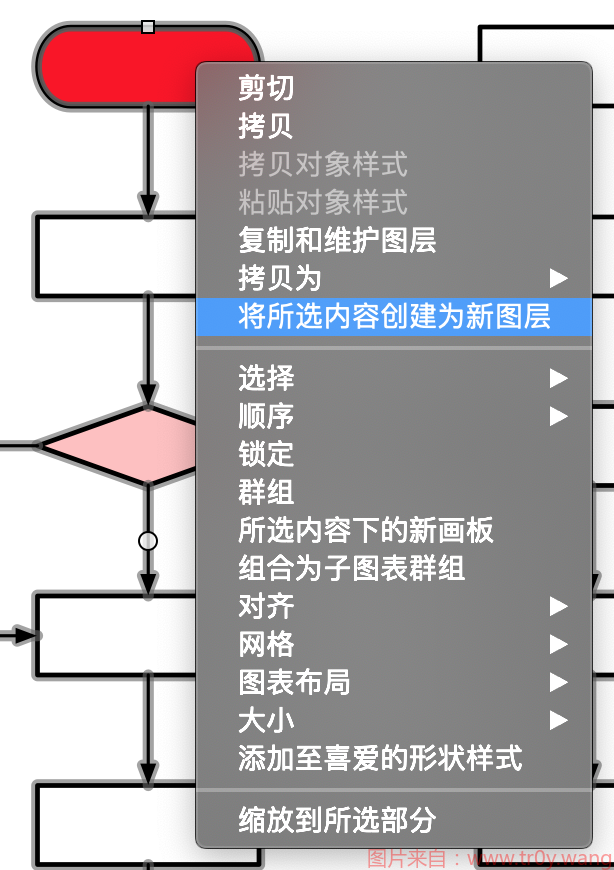 剪切
拷贝
拷贝对象样式
粘贴对象样式
复制和维护图层
拷贝为
将所选内容创建为新图层
选择
顺序
锁定
群组
所选内容下的新画板
组合为子图表群组
对齐
网格
图表布局
大小
添加至喜爱的形状样式
缩放到所选部分
图片来自：www.tr0y.wang